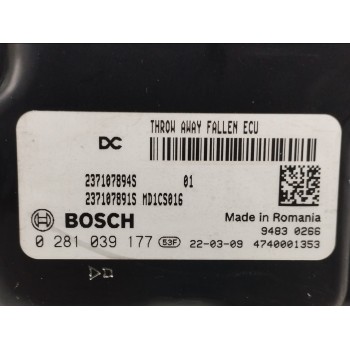 DC THROW AWAY FALLEN ECU
237107894S 01
237107891S MD1CS016
BOSCH Made in Romania
9483 0266
0 281 039 177 53F 22-03-09 4740001353